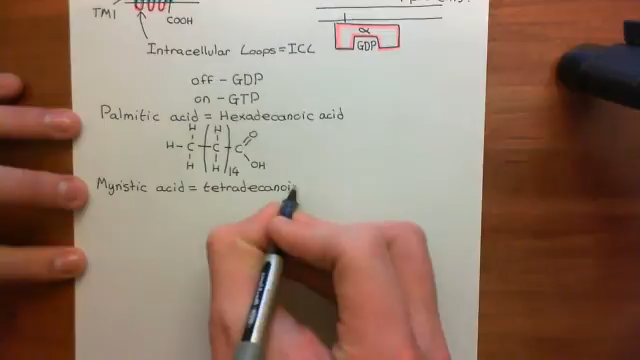 TM1
COOH
α
GDP
Intracellular Loops = ICL
off - GDP
on - GTP
Palmitic acid = Hexadecanoic acid
H H
H - C - C - C O
H H OH
14
Myristic acid = tetradecanoi